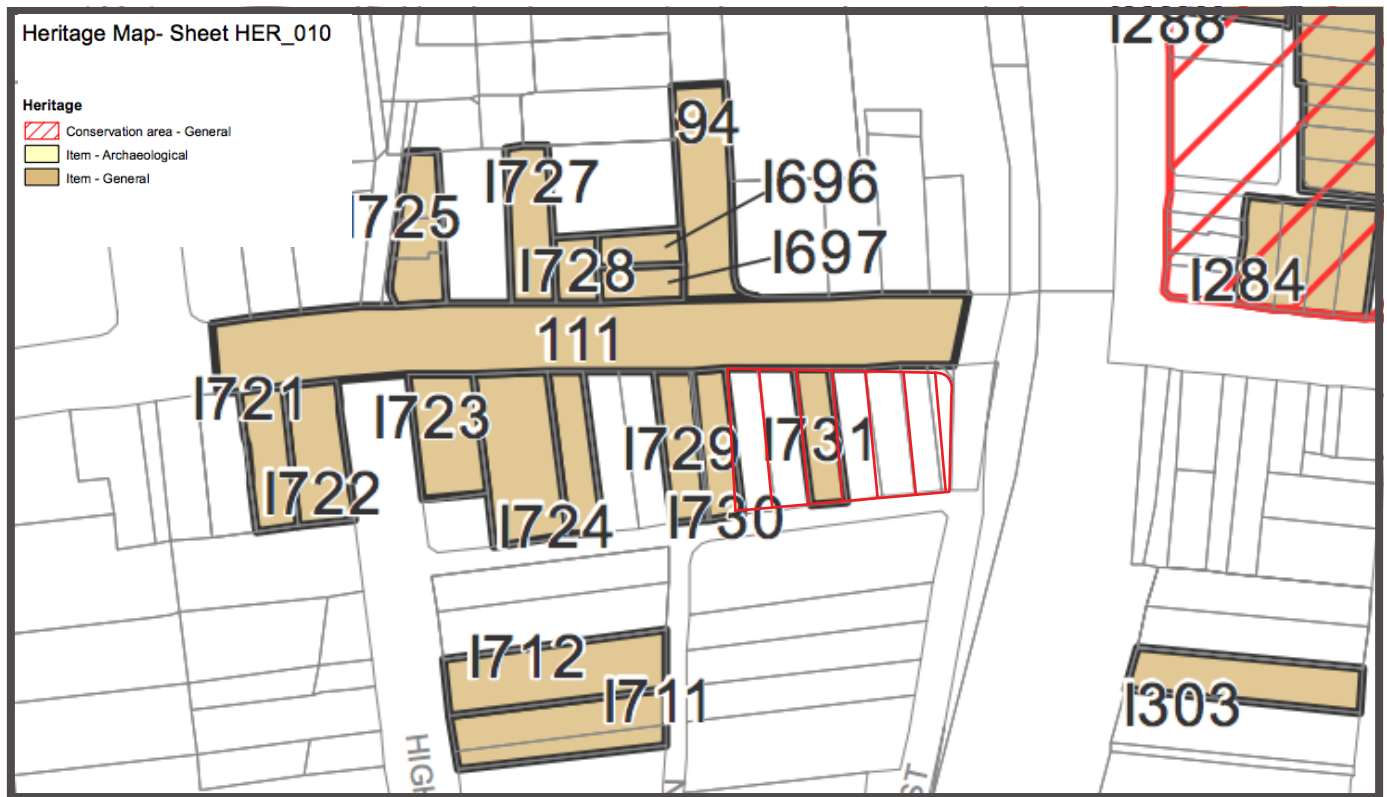 Heritage Map- Sheet HER_010
Heritage
Conservation area - General
Item - Archaeological
Item - General
I288
94
I727
I696
I725
I697
I728
I284
111
I721
I723
I729
I731
I722
I724
I730
I712
I711
I303
HIGH
N
ST